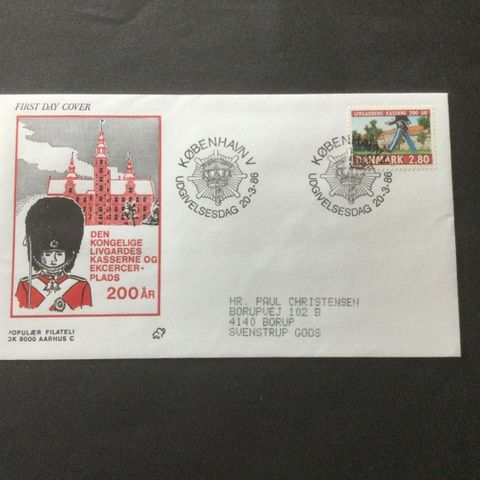 FIRST DAY COVER
DEN
KONGELIGE
LIVGARDES
KASSERNE OG
EKCERCER-
PLADS
200 ÅR
POPULÆR FILATELI
DK 8000 AARHUS C
KØBENHAVN V
UDGIVELSESDAG 20-3-86
LIVGARDENS KASERNE 200 ÅR
DANMARK 2.80
KØBENHAVN V
UDGIVELSESDAG 20-3-86
HR. PAUL CHRISTENSEN
BORUPVEJ 102 B
4140 BORUP
SVENSTRUP GODS